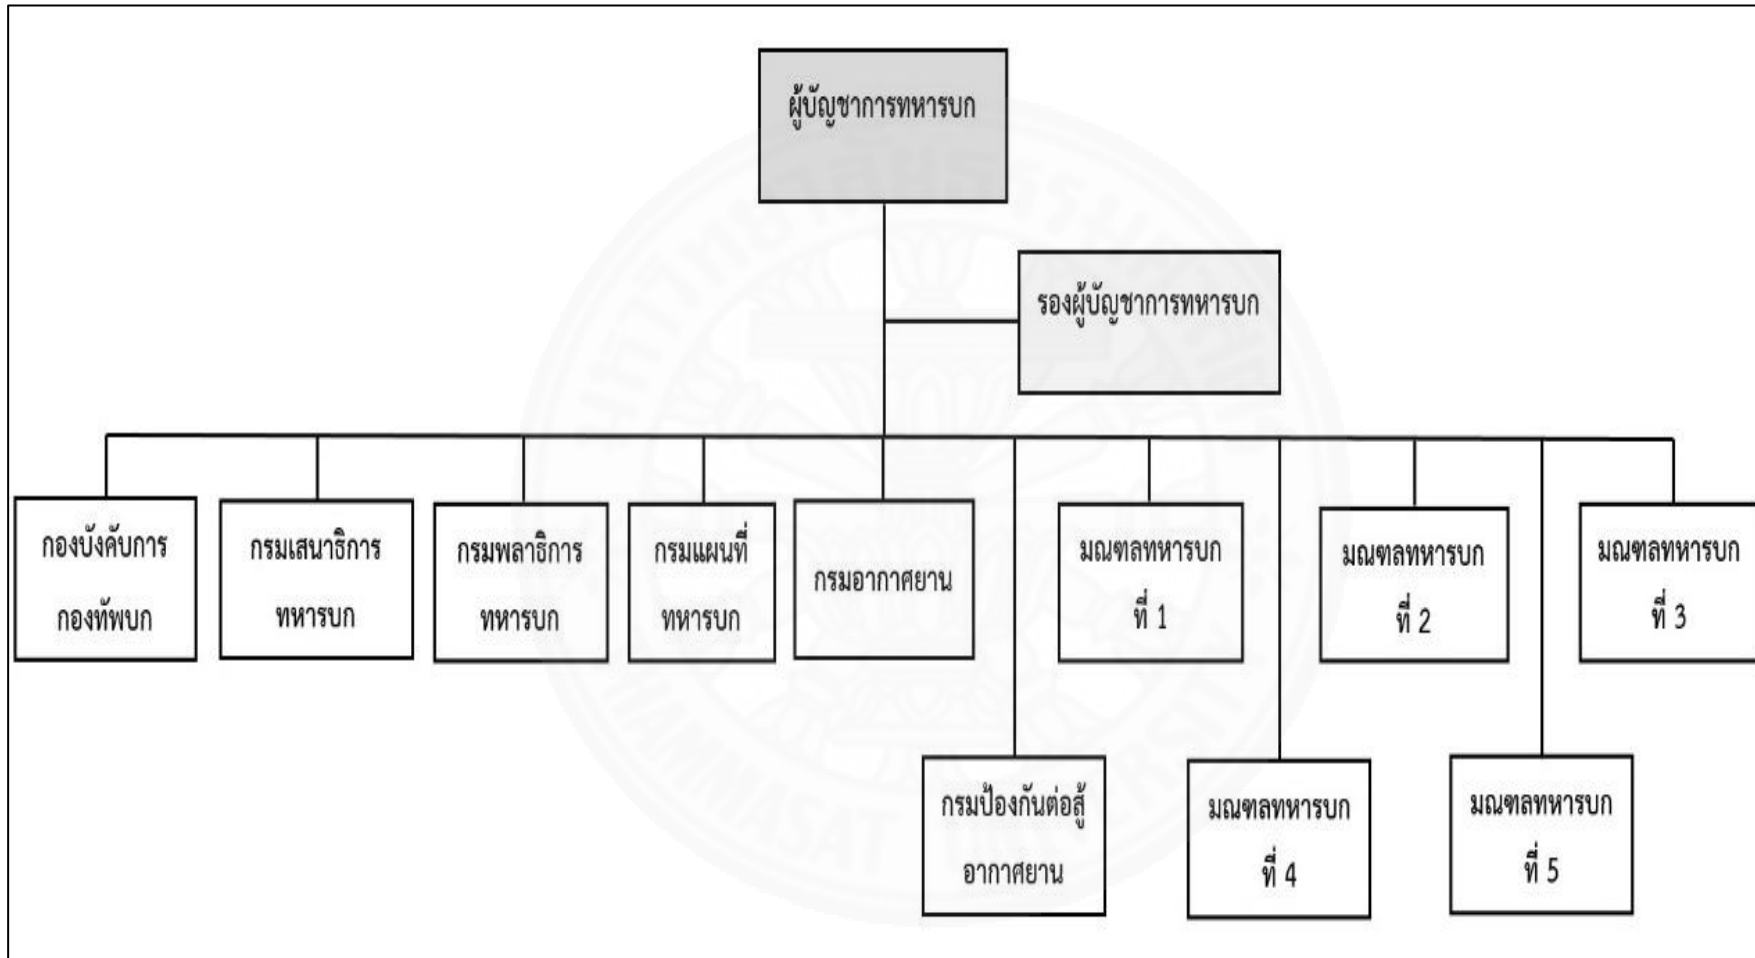 ผู้บัญชาการทหารบก
รองผู้บัญชาการทหารบก
กองบังคับการ
กองทัพบก
กรมเสนาธิการ
ทหารบก
กรมพลาธิการ
ทหารบก
กรมแผนที่
ทหารบก
กรมอากาศยาน
มณฑลทหารบก
ที่ 1
มณฑลทหารบก
ที่ 2
มณฑลทหารบก
ที่ 3
กรมป้องกันต่อสู้
อากาศยาน
มณฑลทหารบก
ที่ 4
มณฑลทหารบก
ที่ 5